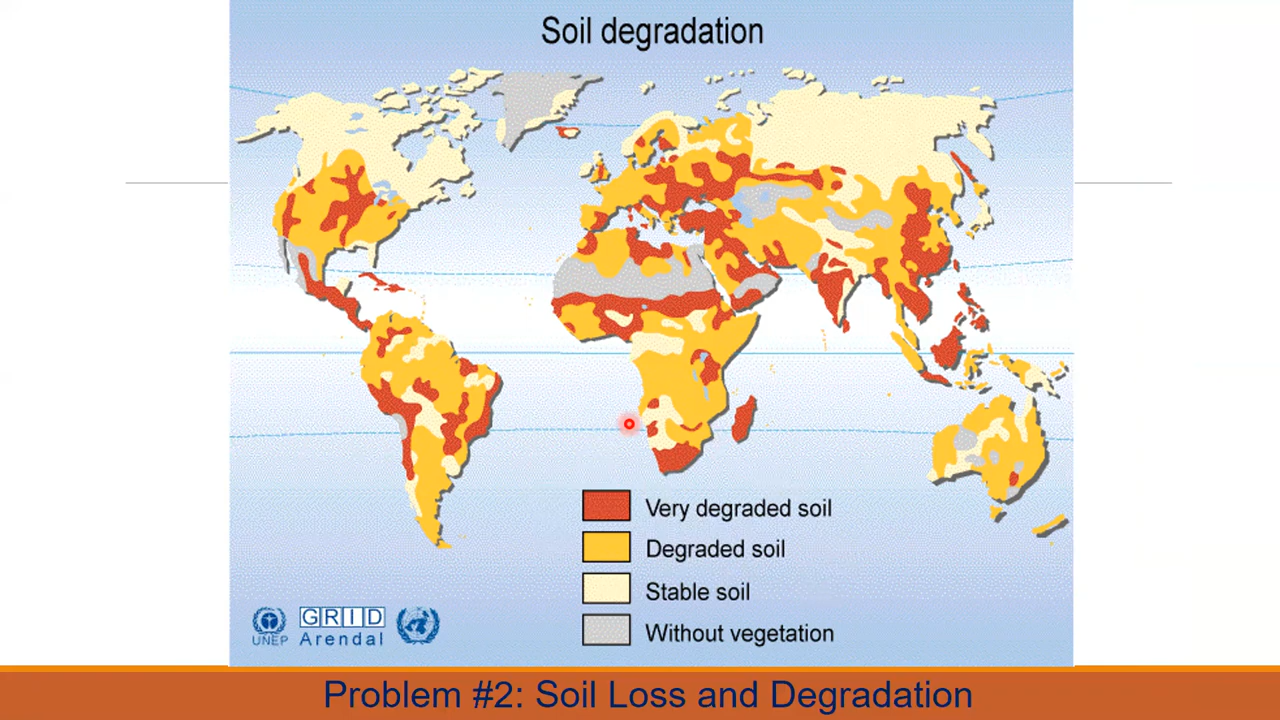 Soil degradation
Very degraded soil
Degraded soil
Stable soil
Without vegetation
UNEP
GRID
Arendal
Problem #2: Soil Loss and Degradation